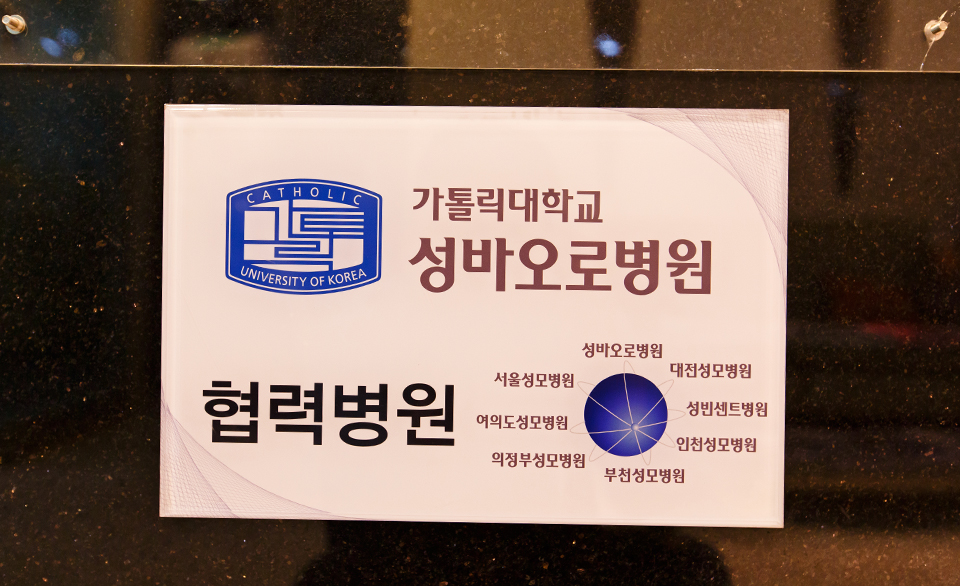 CATHOLIC
가톨릭
UNIVERSITY OF KOREA
가톨릭대학교
성바오로병원
협력병원
성바오로병원
대전성모병원
서울성모병원
성빈센트병원
여의도성모병원
인천성모병원
의정부성모병원
부천성모병원